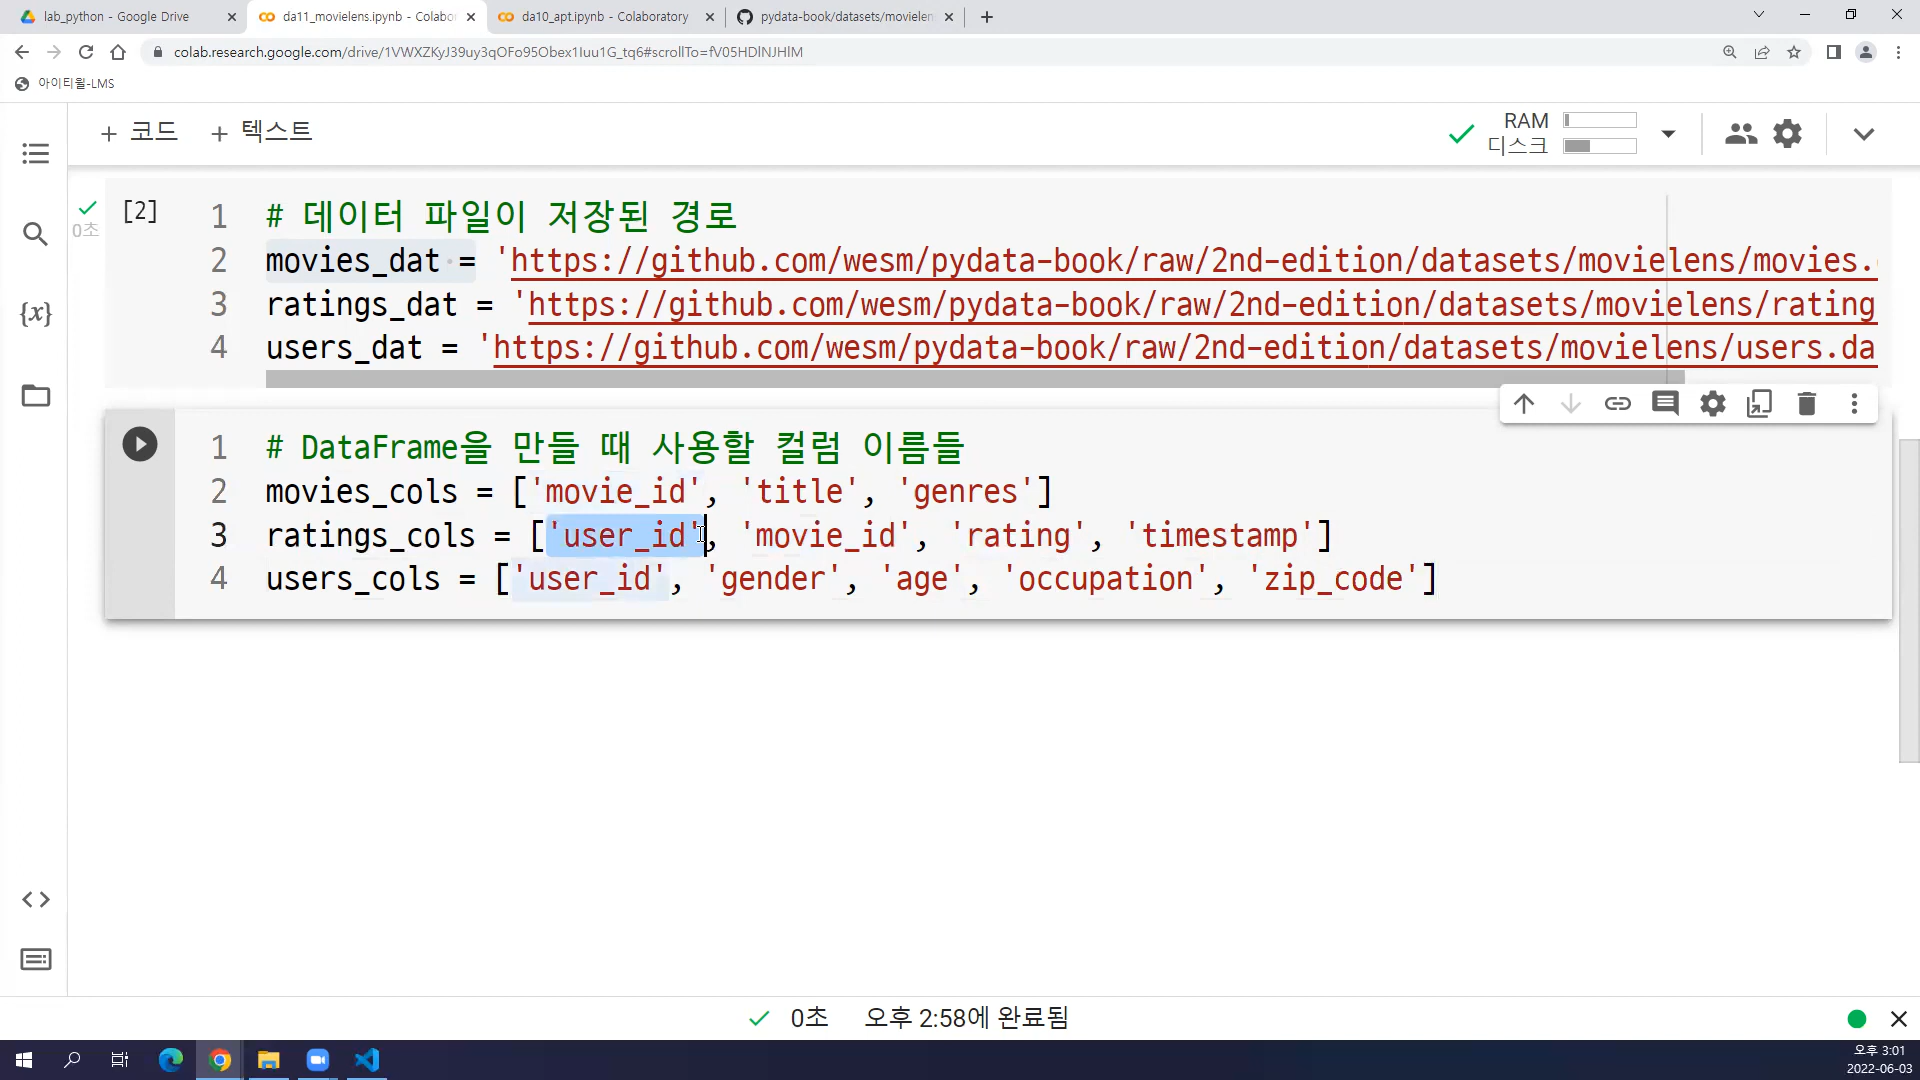 lab_python - Google Drive
da11_movielens.ipynb - Colabor
da10_apt.ipynb - Colaboratory
pydata-book/datasets/movielen
colab.research.google.com/drive/1VWXZKyJ39uy3qOFo95Obex1Iuu1G_tq6#scrollTo=fV05HDlNJHlM
아이티윌-LMS
+ 코드
+ 텍스트
RAM
디스크
0초
[2]
1 # 데이터 파일이 저장된 경로
2 movies_dat = 'https://github.com/wesm/pydata-book/raw/2nd-edition/datasets/movielens/movies.
3 ratings_dat = 'https://github.com/wesm/pydata-book/raw/2nd-edition/datasets/movielens/rating
4 users_dat = 'https://github.com/wesm/pydata-book/raw/2nd-edition/datasets/movielens/users.da
1 # DataFrame을 만들 때 사용할 컬럼 이름들
2 movies_cols = ['movie_id', 'title', 'genres']
3 ratings_cols = ['user_id', 'movie_id', 'rating', 'timestamp']
4 users_cols = ['user_id', 'gender', 'age', 'occupation', 'zip_code']
0초 오후 2:58에 완료됨
오후 3:01
2022-06-03